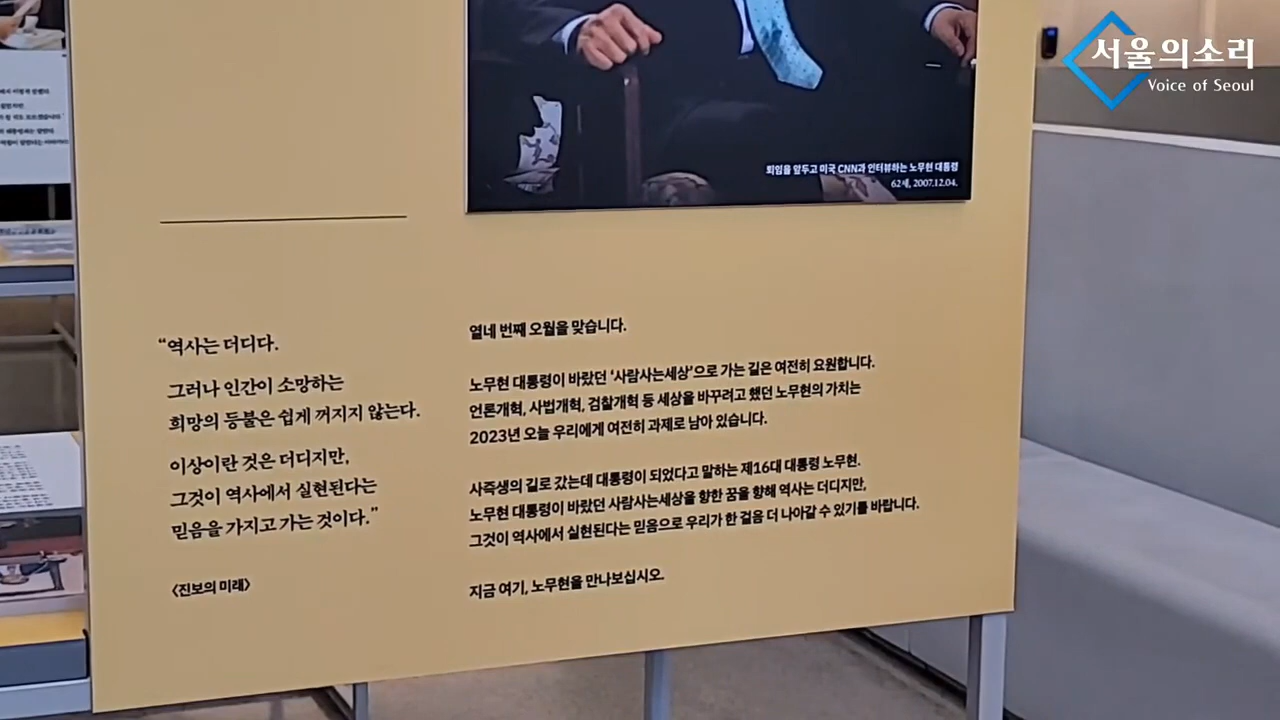 서울의소리
Voice of Seoul
퇴임을 앞두고 미국 CNN과 인터뷰하는 노무현 대통령
62세, 2007.12.04.
“역사는 더디다.
그러나 인간이 소망하는
희망의 등불은 쉽게 꺼지지 않는다.
이상이란 것은 더디지만,
그것이 역사에서 실현된다는
믿음을 가지고 가는 것이다.”
〈진보의 미래〉
열네 번째 오월을 맞습니다.
노무현 대통령이 바랐던 ‘사람사는세상’으로 가는 길은 여전히 요원합니다.
언론개혁, 사법개혁, 검찰개혁 등 세상을 바꾸려고 했던 노무현의 가치는
2023년 오늘 우리에게 여전히 과제로 남아 있습니다.
사즉생의 길로 갔는데 대통령이 되었다고 말하는 제16대 대통령 노무현.
노무현 대통령이 바랐던 사람사는세상을 향한 꿈을 향해 역사는 더디지만,
그것이 역사에서 실현된다는 믿음으로 우리가 한 걸음 더 나아갈 수 있기를 바랍니다.
지금 여기, 노무현을 만나보십시오.